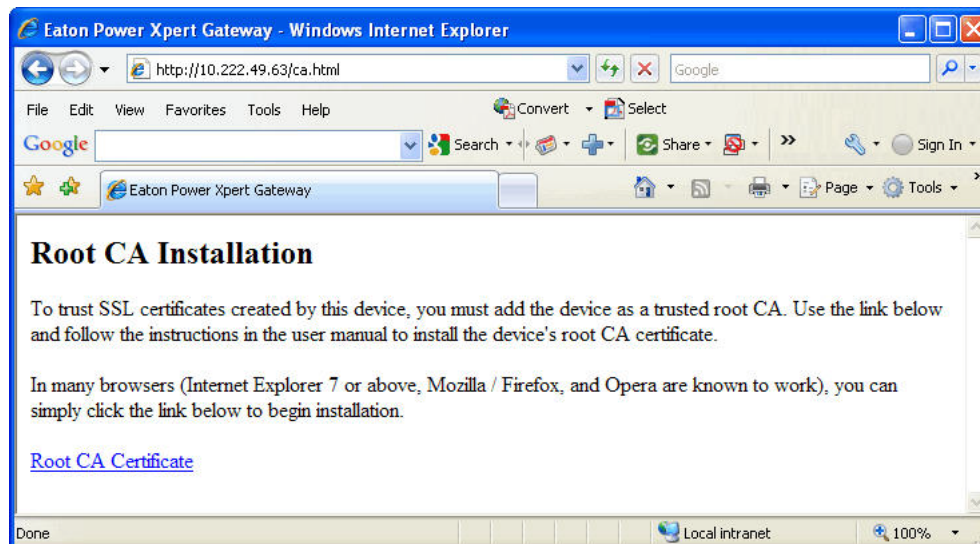 Eaton Power Xpert Gateway - Windows Internet Explorer
http://10.222.49.63/ca.html
Google
File Edit View Favorites Tools Help
Convert Select
Google
Search
Share
»
Sign In
Eaton Power Xpert Gateway
Page Tools
»
Root CA Installation
To trust SSL certificates created by this device, you must add the device as a trusted root CA. Use the link below
and follow the instructions in the user manual to install the device's root CA certificate.
In many browsers (Internet Explorer 7 or above, Mozilla / Firefox, and Opera are known to work), you can
simply click the link below to begin installation.
Root CA Certificate
Done
Local intranet
100%